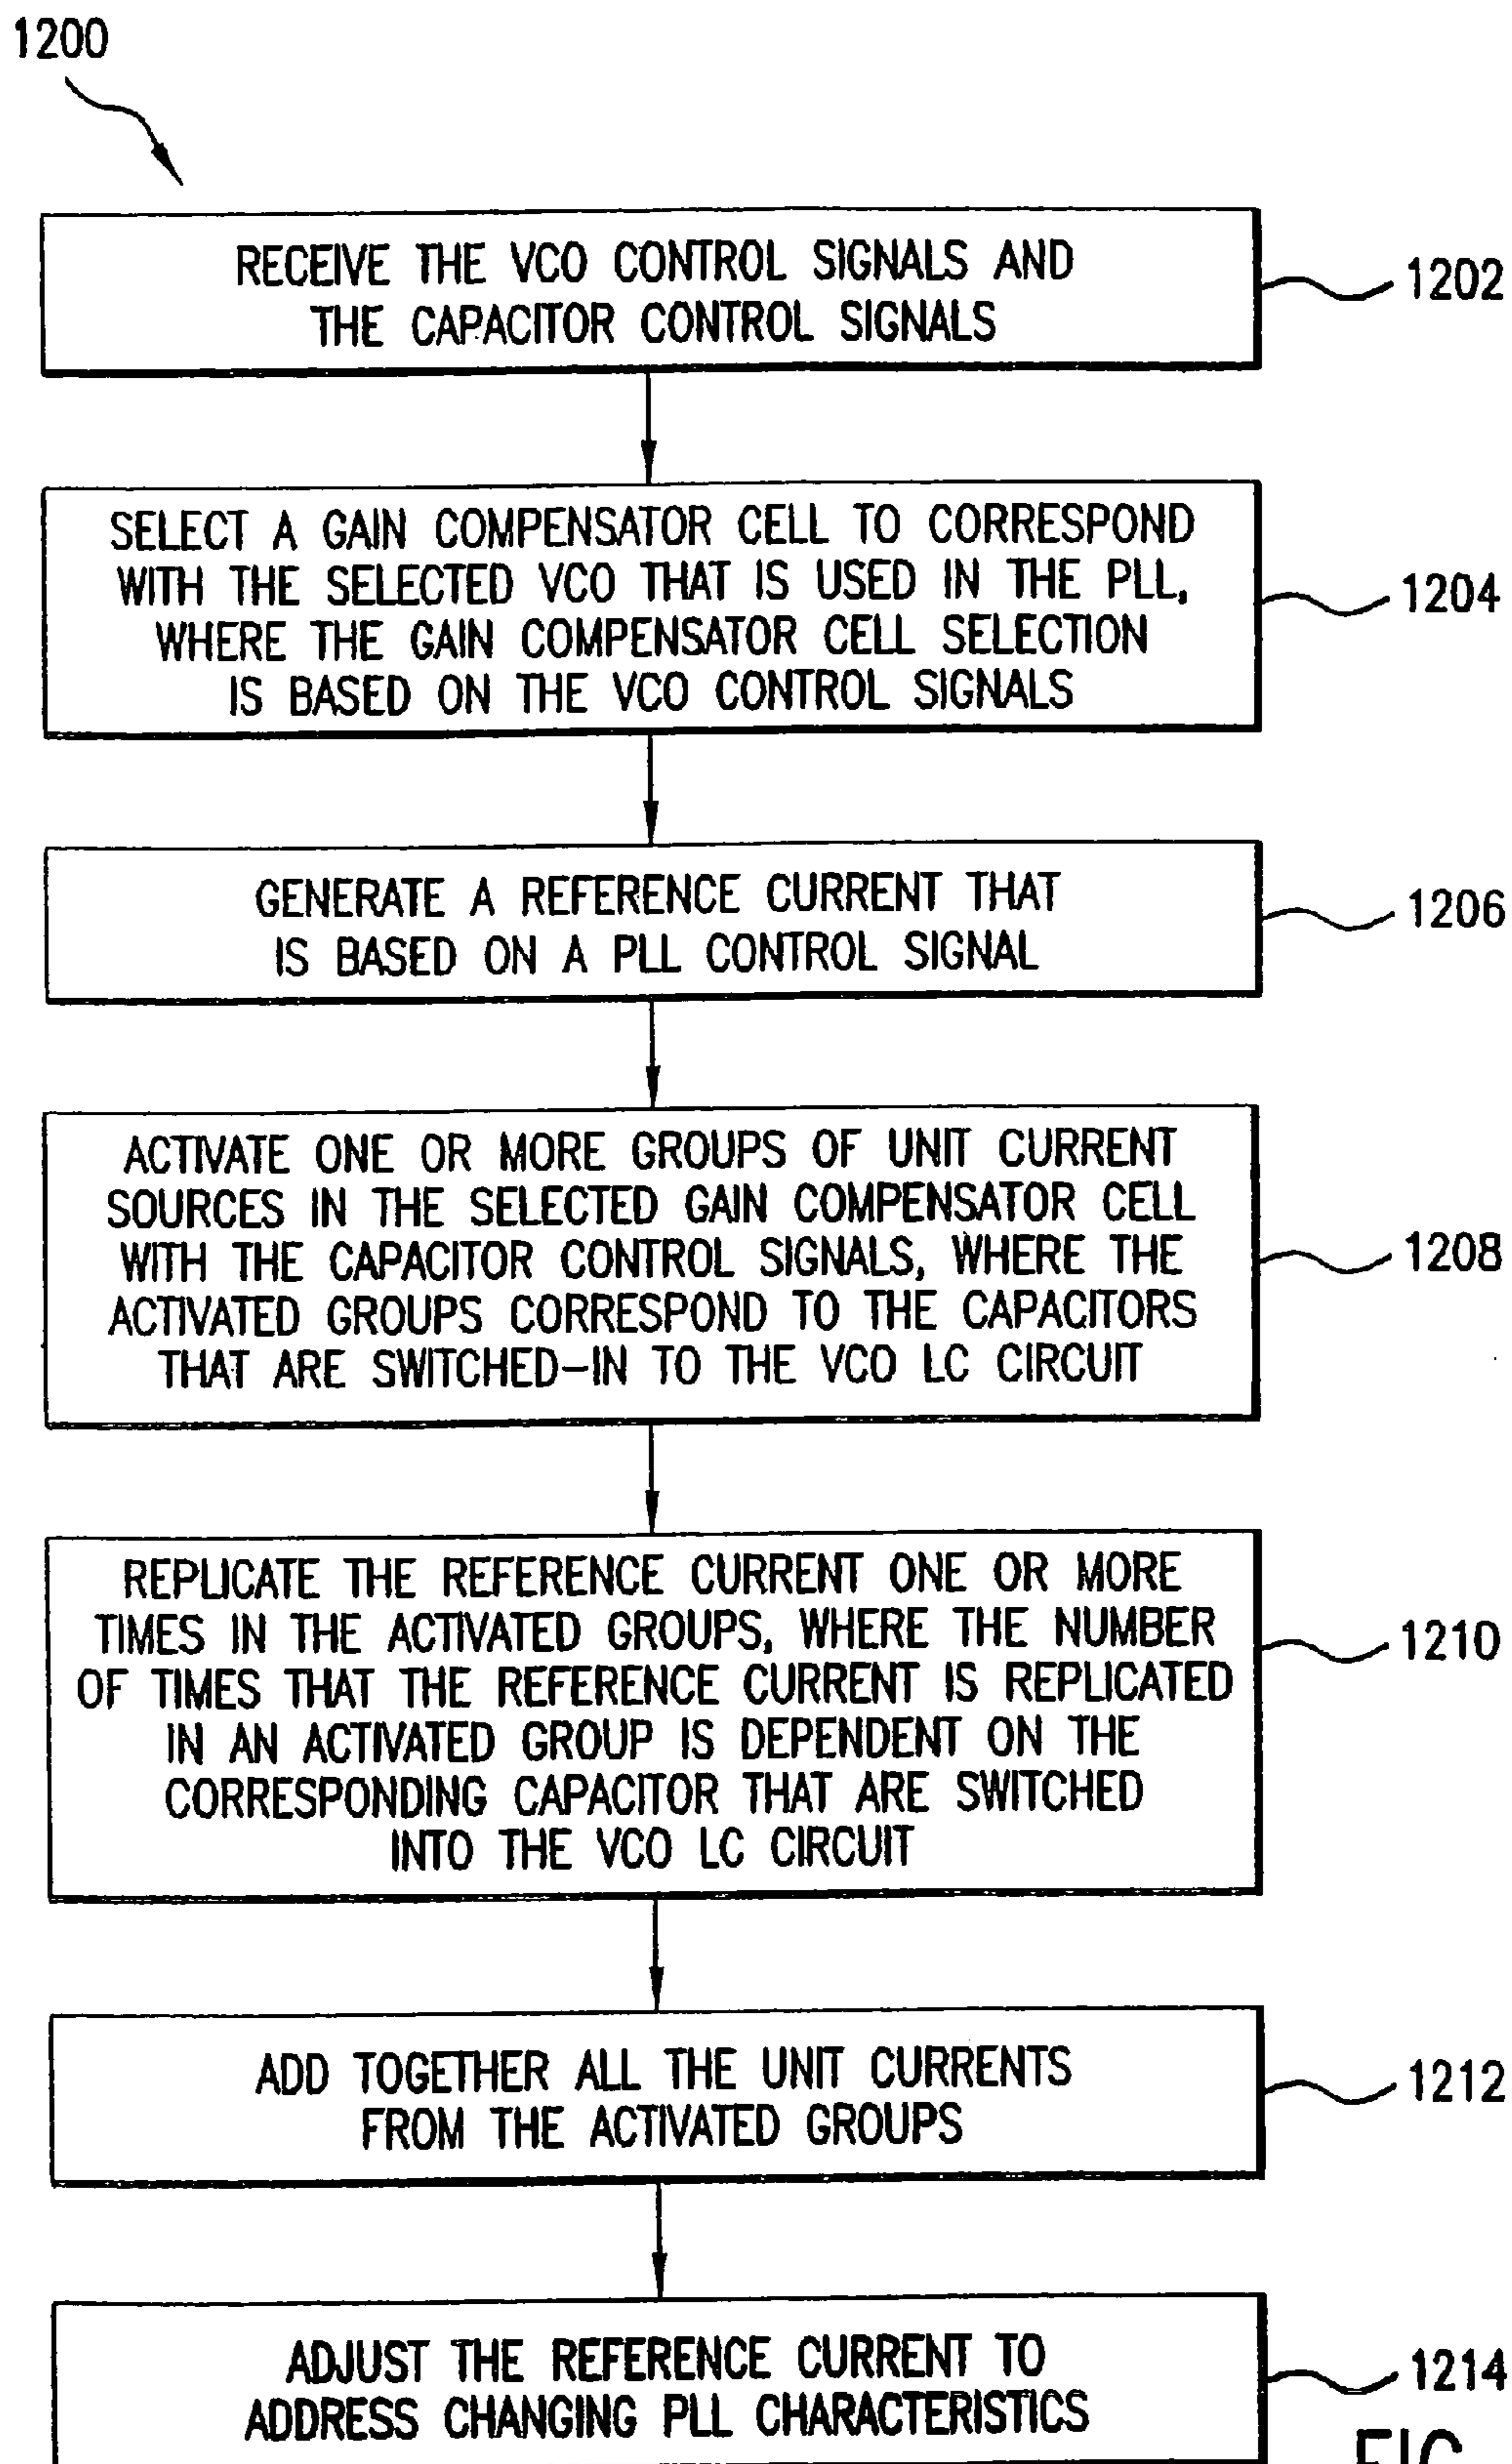 1200
RECEIVE THE VCO CONTROL SIGNALS AND
THE CAPACITOR CONTROL SIGNALS
1202
SELECT A GAIN COMPENSATOR CELL TO CORRESPOND
WITH THE SELECTED VCO THAT IS USED IN THE PLL,
WHERE THE GAIN COMPENSATOR CELL SELECTION
IS BASED ON THE VCO CONTROL SIGNALS
1204
GENERATE A REFERENCE CURRENT THAT
IS BASED ON A PLL CONTROL SIGNAL
1206
ACTIVATE ONE OR MORE GROUPS OF UNIT CURRENT
SOURCES IN THE SELECTED GAIN COMPENSATOR CELL
WITH THE CAPACITOR CONTROL SIGNALS, WHERE THE
ACTIVATED GROUPS CORRESPOND TO THE CAPACITORS
THAT ARE SWITCHED-IN TO THE VCO LC CIRCUIT
1208
REPLICATE THE REFERENCE CURRENT ONE OR MORE
TIMES IN THE ACTIVATED GROUPS, WHERE THE NUMBER
OF TIMES THAT THE REFERENCE CURRENT IS REPLICATED
IN AN ACTIVATED GROUP IS DEPENDENT ON THE
CORRESPONDING CAPACITOR THAT ARE SWITCHED
INTO THE VCO LC CIRCUIT
1210
ADD TOGETHER ALL THE UNIT CURRENTS
FROM THE ACTIVATED GROUPS
1212
ADJUST THE REFERENCE CURRENT TO
ADDRESS CHANGING PLL CHARACTERISTICS
1214